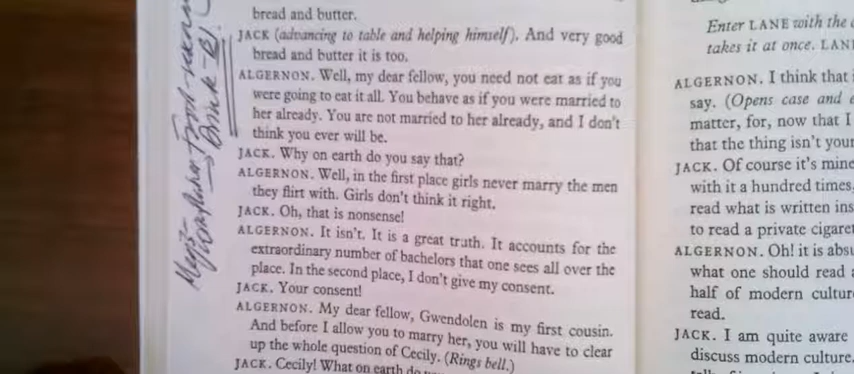 bread and butter.
JACK (advancing to table and helping himself). And very good
bread and butter it is too.
ALGERNON. Well, my dear fellow, you need not eat as if you
were going to eat it all. You behave as if you were married to
her already. You are not married to her already, and I don't
think you ever will be.
JACK. Why on earth do you say that?
ALGERNON. Well, in the first place girls never marry the men
they flirt with. Girls don't think it right.
JACK. Oh, that is nonsense!
ALGERNON. It isn't. It is a great truth. It accounts for the
extraordinary number of bachelors that one sees all over the
place. In the second place, I don't give my consent.
JACK. Your consent!
ALGERNON. My dear fellow, Gwendolen is my first cousin.
And before I allow you to marry her, you will have to clear
up the whole question of Cecily. (Rings bell.)
JACK. Cecily! What on earth do
Enter LANE with the
takes it at once. LAN
ALGERNON. I think that
say. (Opens case and
matter, for, now that I
that the thing isn't your
JACK. Of course it's mine
with it a hundred times,
read what is written ins
to read a private cigaret
ALGERNON. Oh! it is absu
what one should read
half of modern cultur
read.
JACK. I am quite aware
discuss modern culture.